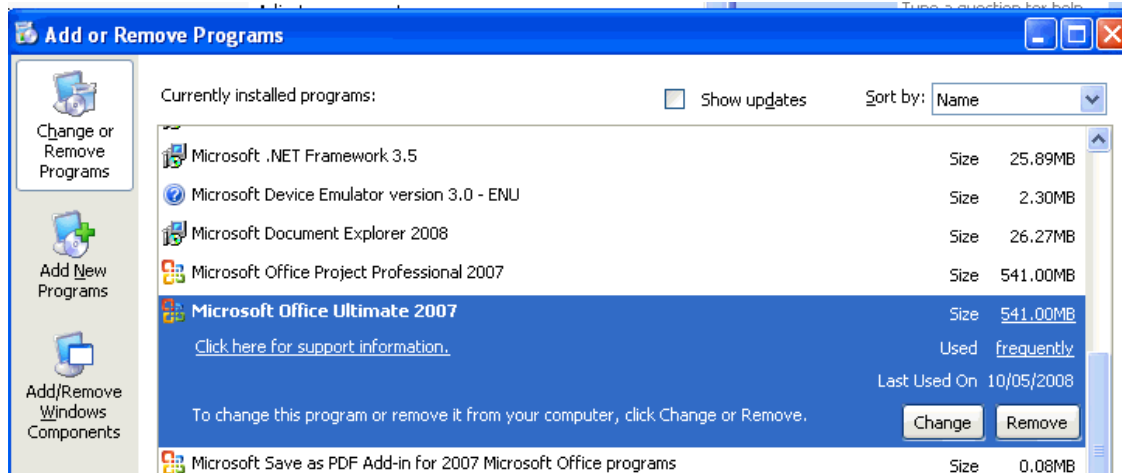 Type a question for help
Add or Remove Programs
Change or
Remove
Programs
Currently installed programs:
Show updates
Sort by: Name
Microsoft .NET Framework 3.5 Size 25.89MB
Microsoft Device Emulator version 3.0 - ENU Size 2.30MB
Microsoft Document Explorer 2008 Size 26.27MB
Add New
Programs
Microsoft Office Project Professional 2007 Size 541.00MB
Microsoft Office Ultimate 2007 Size 541.00MB
Click here for support information. Used frequently
Last Used On 10/05/2008
Add/Remove
Windows
Components
To change this program or remove it from your computer, click Change or Remove. Change Remove
Microsoft Save as PDF Add-in for 2007 Microsoft Office programs Size 0.08MB